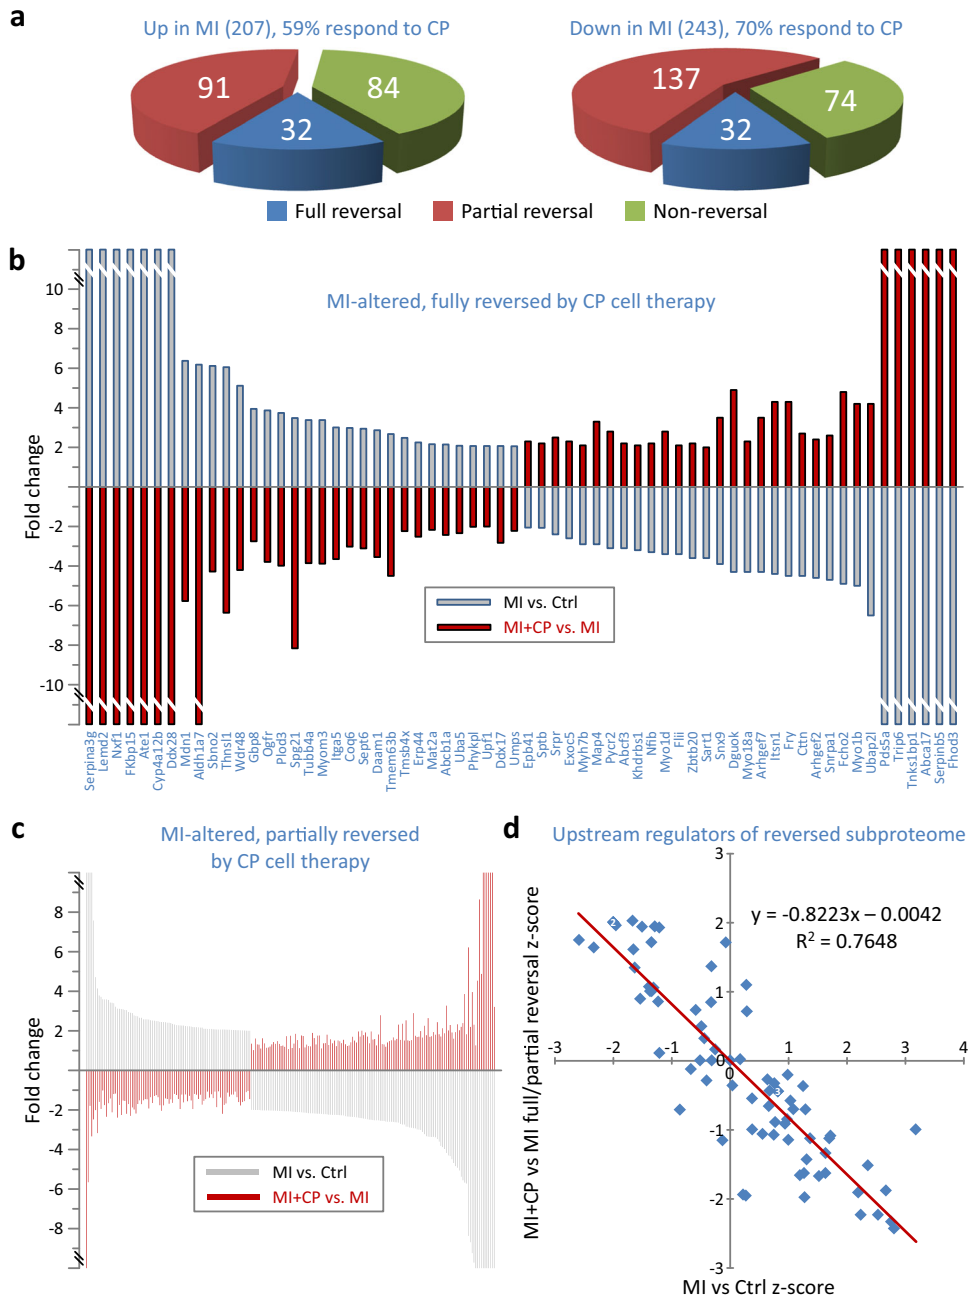 a
Up in MI (207), 59% respond to CP
Down in MI (243), 70% respond to CP
91
84
32
137
74
32
Full reversal
Partial reversal
Non-reversal
b
MI-altered, fully reversed by CP cell therapy
Fold change
10
8
6
4
2
-2
-4
-6
-8
-10
MI vs. Ctrl
MI+CP vs. MI
Serpina3g
Lemd2
Nxf1
FKbp15
Ate1
Cyp4a12b
Ddx28
Mdn1
Aldh1a7
Sbno2
Thnsl1
Wdr48
Gbp8
Ogfr
Plod3
Spg21
Tubb4a
Myom3
Itga5
Coq6
Sept6
Daam1
Tmem63b
Tmsb4x
Erp44
Mat2a
Abcb1a
Uba5
Phykpl
Upf1
Ddx17
Umps
Epb41
Sptb
Srpr
Exoc5
Myh7b
Map4
Pycr2
Abcf3
Khdrbs1
Nfib
Myo1d
Flii
Zbtb20
Sart1
Snx9
Dguok
Myo18a
Arhgef7
Itsn1
Fry
Cttn
Arhgef2
Snrpa1
Fcho2
Myo1b
Ubap2l
Pds5a
Trip6
Tnks1bp1
Abca17
Serpinb5
Fhod3
c
MI-altered, partially reversed
by CP cell therapy
Fold change
8
6
4
2
-2
-4
-6
-8
MI vs. Ctrl
MI+CP vs. MI
d
Upstream regulators of reversed subproteome
MI+CP vs MI full/partial reversal z-score
3
2
1
0
-1
-2
-3
-3
-2
-1
0
1
2
3
4
y = -0.8223x – 0.0042
R² = 0.7648
2
3
MI vs Ctrl z-score